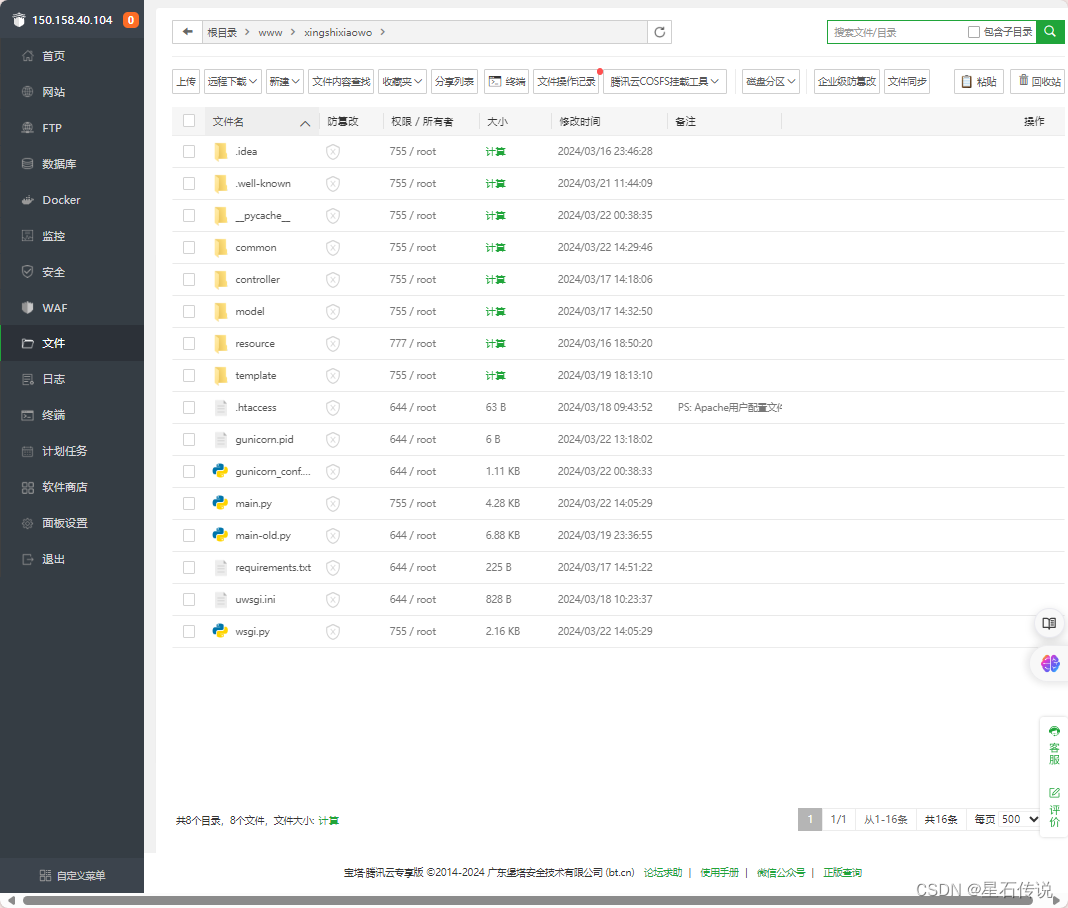 150.158.40.104 0
首页
网站
FTP
数据库
Docker
监控
安全
WAF
文件
日志
终端
计划任务
软件商店
面板设置
退出
自定义菜单
根目录 www xingshixiaowo
搜索文件/目录 包含子目录
上传 远程下载 新建 文件内容查找 收藏夹 分享列表 终端 文件操作记录 腾讯云COSFS挂载工具 磁盘分区 企业级防篡改 文件同步 粘贴 回收站
文件名 防篡改 权限 / 所有者 大小 修改时间 备注 操作
.idea 755 / root 计算 2024/03/16 23:46:28
.well-known 755 / root 计算 2024/03/21 11:44:09
__pycache__ 755 / root 计算 2024/03/22 00:38:35
common 755 / root 计算 2024/03/22 14:29:46
controller 755 / root 计算 2024/03/17 14:18:06
model 755 / root 计算 2024/03/17 14:32:50
resource 777 / root 计算 2024/03/16 18:50:20
template 755 / root 计算 2024/03/19 18:13:10
.htaccess 644 / root 63 B 2024/03/18 09:43:52 PS: Apache用户配置文件
gunicorn.pid 644 / root 6 B 2024/03/22 13:18:02
gunicorn_conf.... 644 / root 1.11 KB 2024/03/22 00:38:33
main.py 755 / root 4.28 KB 2024/03/22 14:05:29
main-old.py 644 / root 6.88 KB 2024/03/19 23:36:55
requirements.txt 644 / root 225 B 2024/03/17 14:51:22
uwsgi.ini 644 / root 828 B 2024/03/18 10:23:37
wsgi.py 755 / root 2.16 KB 2024/03/22 14:05:29
客服
评价
共8个目录，8个文件，文件大小: 计算
1 1/1 从1-16条 共16条 每页 500
宝塔·腾讯云专享版 ©2014-2024 广东堡塔安全技术有限公司 (bt.cn) 论坛求助 | 使用手册 | 微信公众号 | 正版查询
CSDN @星石传说